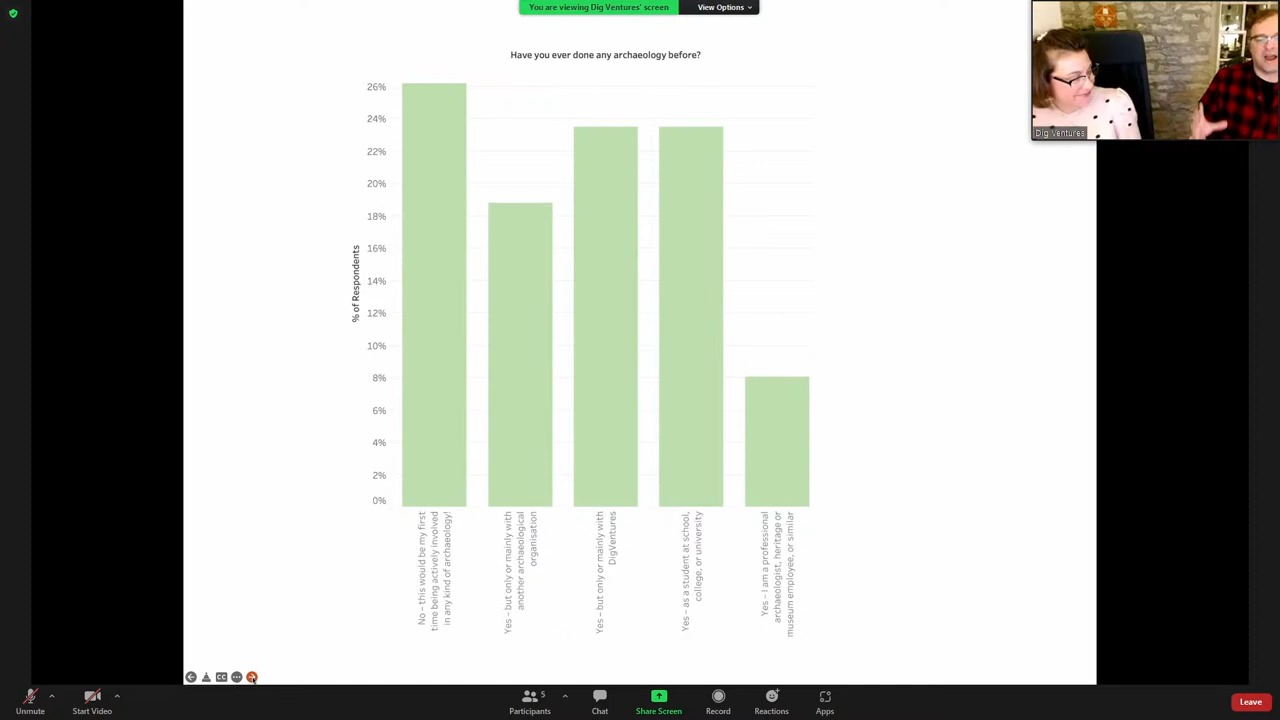 You are viewing Dig Ventures' screen
View Options
Have you ever done any archaeology before?
Dig Ventures
26%
24%
22%
20%
18%
16%
14%
12%
10%
8%
6%
4%
2%
0%
% of Respondents
No – this would be my first
time being actively involved
in any kind of archaeology!
Yes – but only or mainly with
another archaeological
organisation
Yes – but only or mainly with
DigVentures
Yes – as a student at school,
college, or university
Yes – I am a professional
archaeologist, heritage or
museum employee, or similar
CC
Unmute
Start Video
5
Participants
Chat
Share Screen
Record
Reactions
Apps
Leave